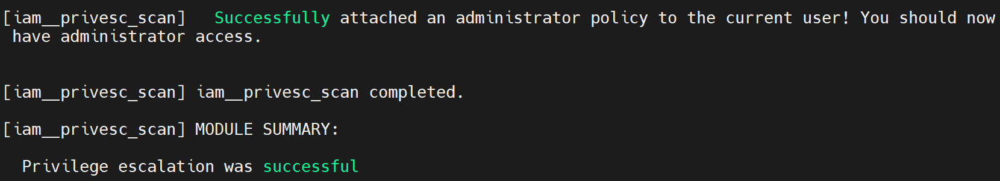 [iam__privesc_scan]   Successfully attached an administrator policy to the current user! You should now
have administrator access.
[iam__privesc_scan] iam__privesc_scan completed.
[iam__privesc_scan] MODULE SUMMARY:
Privilege escalation was successful